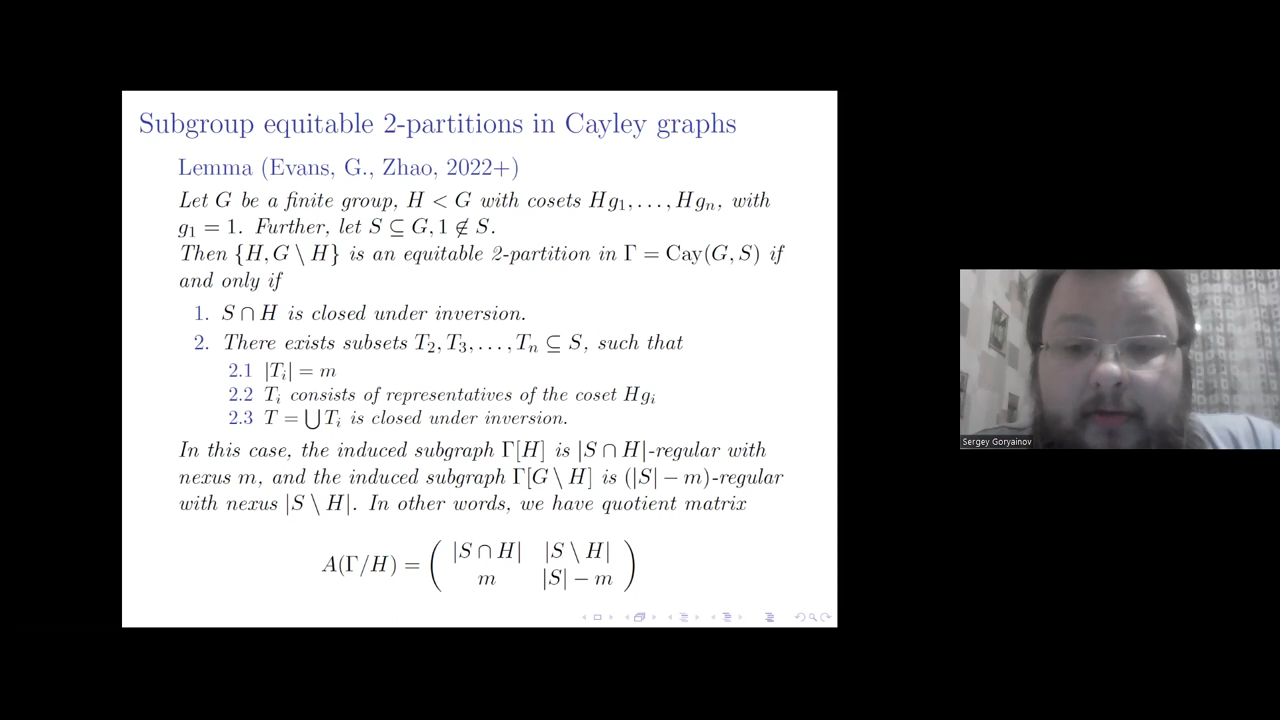 Subgroup equitable 2-partitions in Cayley graphs
Lemma (Evans, G., Zhao, 2022+)
Let G be a finite group, H < G with cosets Hg₁, . . . , Hgₙ, with
g₁ = 1. Further, let S ⊆ G, 1 ∉ S.
Then {H, G \ H} is an equitable 2-partition in Γ = Cay(G, S) if
and only if
1. S ∩ H is closed under inversion.
2. There exists subsets T₂, T₃, . . . , Tₙ ⊆ S, such that
2.1 |Tᵢ| = m
2.2 Tᵢ consists of representatives of the coset Hgᵢ
2.3 T = ⋃ Tᵢ is closed under inversion.
In this case, the induced subgraph Γ[H] is |S ∩ H|-regular with
nexus m, and the induced subgraph Γ[G \ H] is (|S| − m)-regular
with nexus |S \ H|. In other words, we have quotient matrix
A(Γ/H) = ( |S ∩ H| |S \ H|
m |S| − m )
Sergey Goryainov